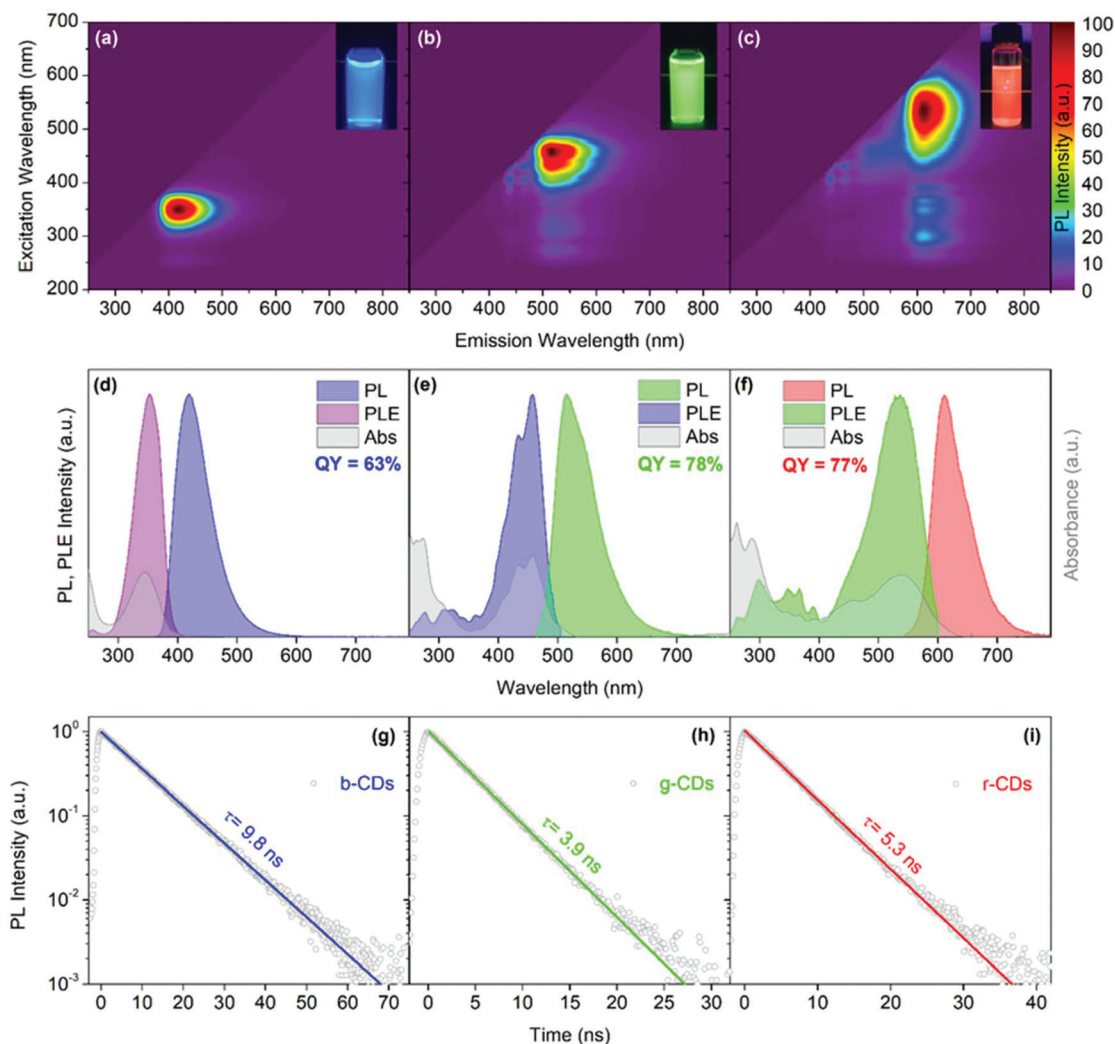 700
600
500
400
300
200
Excitation Wavelength (nm)
(a)
(b)
(c)
100
90
80
70
60
50
40
30
20
10
0
PL Intensity (a.u.)
300 400 500 600 700 800
300 400 500 600 700 800
300 400 500 600 700 800
Emission Wavelength (nm)
PL, PLE Intensity (a.u.)
(d)
PL
PLE
Abs
QY = 63%
(e)
PL
PLE
Abs
QY = 78%
(f)
PL
PLE
Abs
QY = 77%
Absorbance (a.u.)
300 400 500 600 700
300 400 500 600 700
300 400 500 600 700
Wavelength (nm)
PL Intensity (a.u.)
10⁰
10⁻¹
10⁻²
10⁻³
(g)
b-CDs
τ= 9.8 ns
(h)
g-CDs
τ= 3.9 ns
(i)
r-CDs
τ= 5.3 ns
0 10 20 30 40 50 60 70
0 5 10 15 20 25 30
0 10 20 30 40
Time (ns)